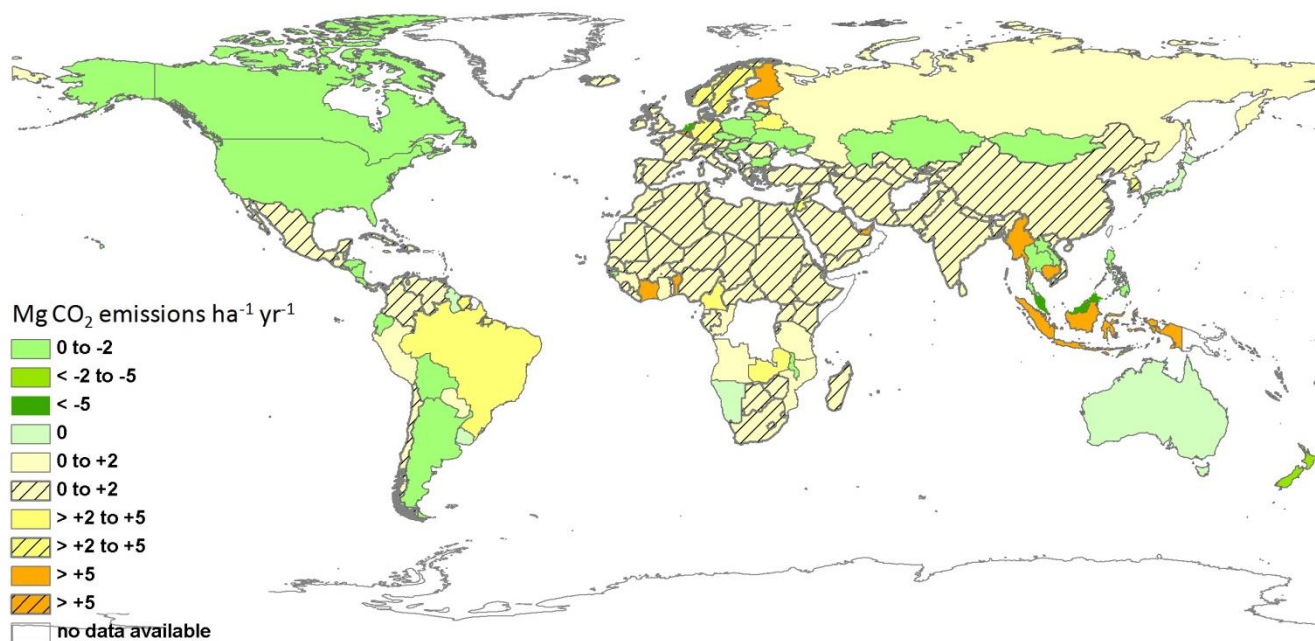 Mg CO₂ emissions ha⁻¹ yr⁻¹
0 to -2
< -2 to -5
< -5
0
0 to +2
0 to +2
> +2 to +5
> +2 to +5
> +5
> +5
no data available